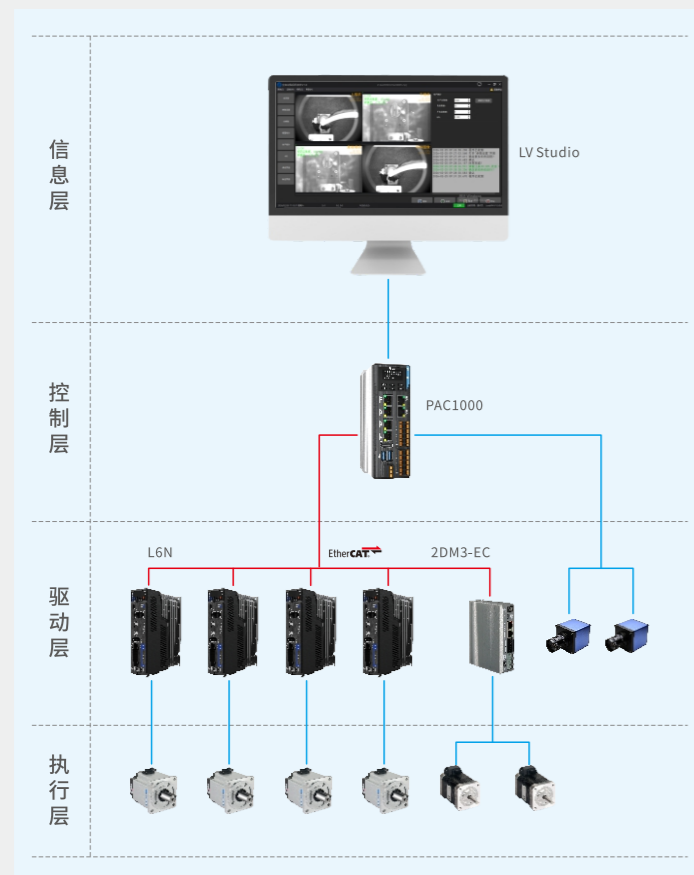 信息层
LV Studio
控制层
PAC1000
驱动层
L6N
EtherCAT
2DM3-EC
执行层